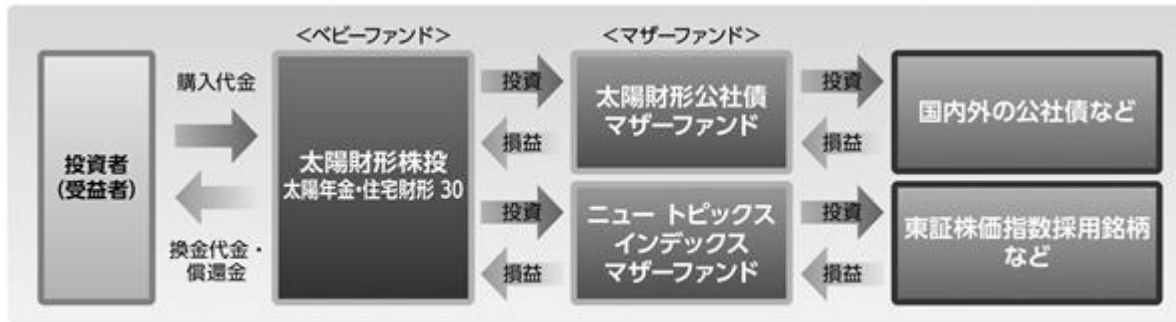 <ベビーファンド>
<マザーファンド>
購入代金
投資者
(受益者)
換金代金・
償還金
太陽財形株投
太陽年金・住宅財形 30
投資
損益
太陽財形公社債
マザーファンド
投資
損益
国内外の公社債など
投資
損益
ニュー トピックス
インデックス
マザーファンド
投資
損益
東証株価指数採用銘柄
など